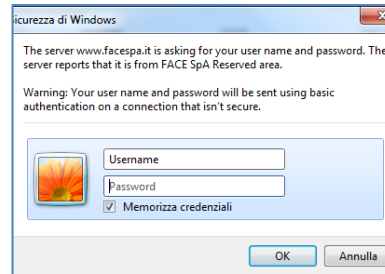 icurezza di Windows
The server www.facespa.it is asking for your user name and password. The
server reports that it is from FACE SpA Reserved area.
Warning: Your user name and password will be sent using basic
authentication on a connection that isn't secure.
Username
Password
Memorizza credenziali
OK
Annulla